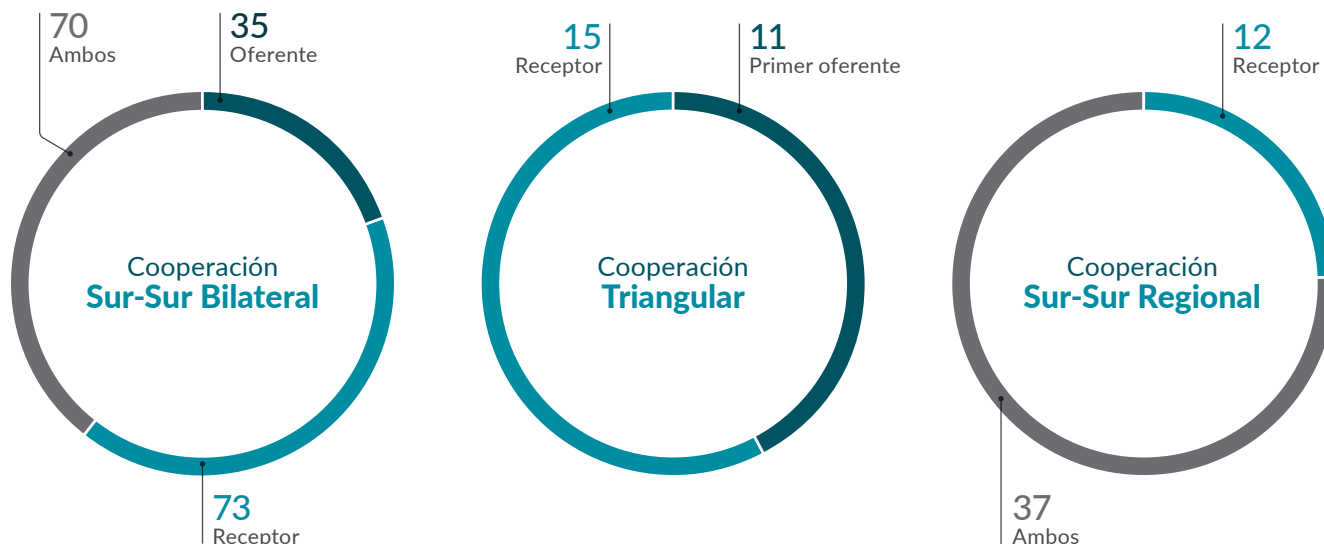 70
Ambos
35
Oferente
Cooperación
Sur-Sur Bilateral
73
Receptor
15
Receptor
11
Primer oferente
Cooperación
Triangular
12
Receptor
Cooperación
Sur-Sur Regional
37
Ambos